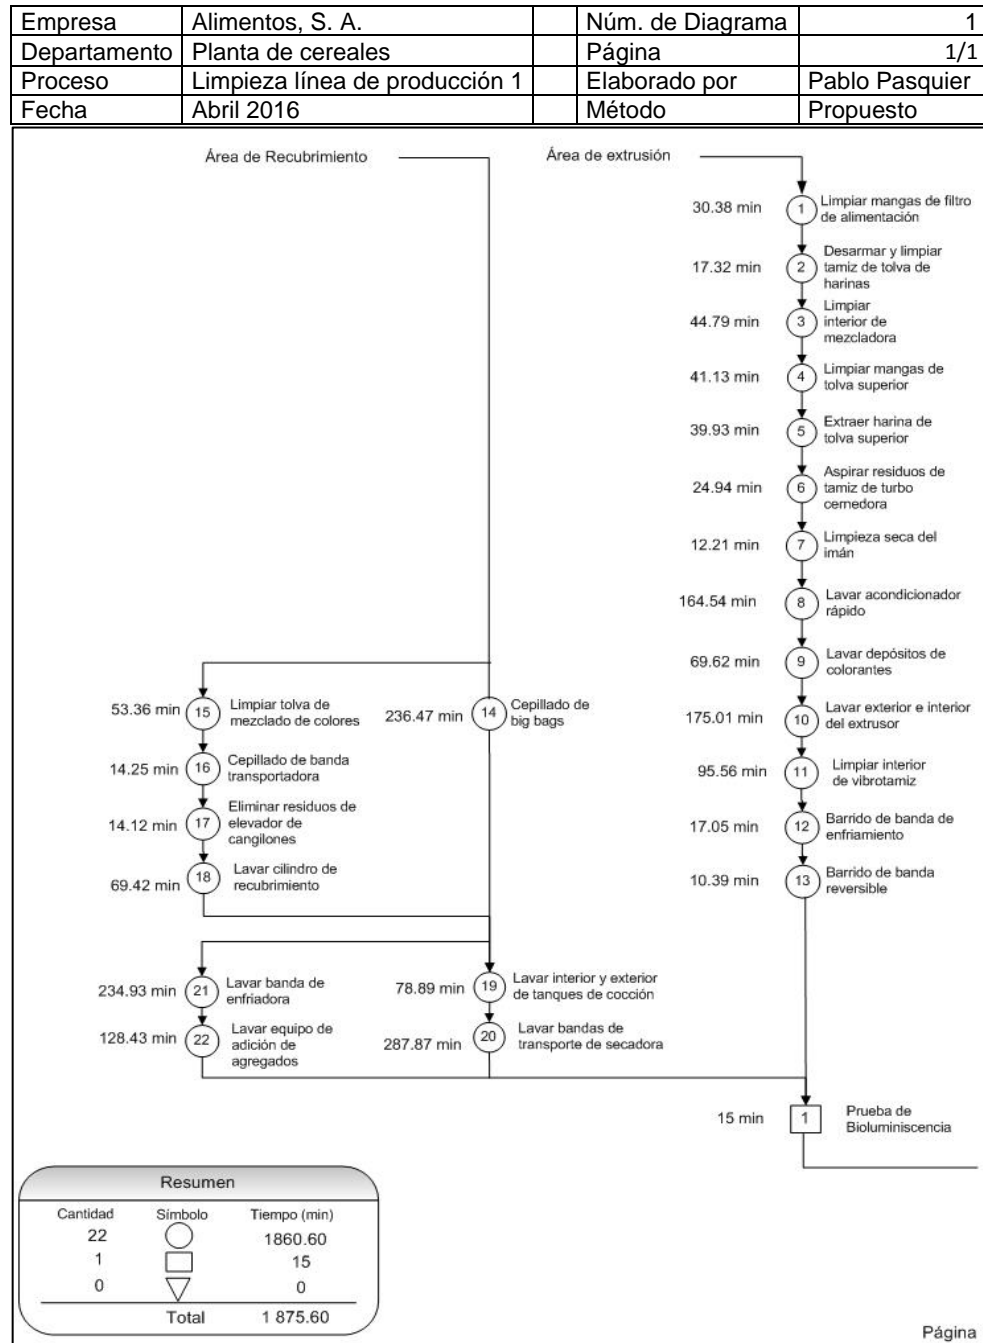 Empresa Alimentos, S. A. Núm. de Diagrama 1
Departamento Planta de cereales Página 1/1
Proceso Limpieza línea de producción 1 Elaborado por Pablo Pasquier
Fecha Abril 2016 Método Propuesto
Área de Recubrimiento
Área de extrusión
30.38 min 1 Limpiar mangas de filtro
de alimentación
17.32 min 2 Desarmar y limpiar
tamiz de tolva de
harinas
44.79 min 3 Limpiar
interior de
mezcladora
41.13 min 4 Limpiar mangas de
tolva superior
39.93 min 5 Extraer harina de
tolva superior
24.94 min 6 Aspirar residuos de
tamiz de turbo
cernedora
12.21 min 7 Limpieza seca del
imán
164.54 min 8 Lavar acondicionador
rápido
69.62 min 9 Lavar depósitos de
colorantes
175.01 min 10 Lavar exterior e interior
del extrusor
95.56 min 11 Limpiar interior
de vibrotamiz
17.05 min 12 Barrido de banda de
enfriamiento
10.39 min 13 Barrido de banda
reversible
53.36 min 15 Limpiar tolva de
mezclado de colores
236.47 min 14 Cepillado de
big bags
14.25 min 16 Cepillado de banda
transportadora
14.12 min 17 Eliminar residuos de
elevador de
cangilones
69.42 min 18 Lavar cilindro de
recubrimiento
234.93 min 21 Lavar banda de
enfriadora
78.89 min 19 Lavar interior y exterior
de tanques de cocción
128.43 min 22 Lavar equipo de
adición de
agregados
287.87 min 20 Lavar bandas de
transporte de secadora
15 min 1 Prueba de
Bioluminiscencia
Resumen
Cantidad Símbolo Tiempo (min)
22 1860.60
1 15
0 0
Total 1 875.60
Página